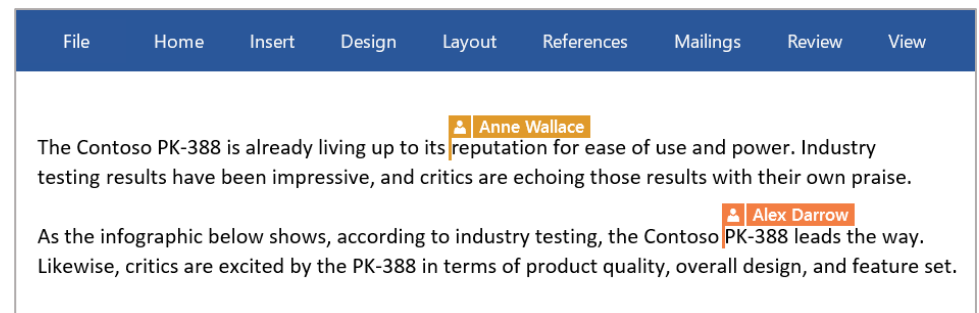 File Home Insert Design Layout References Mailings Review View
Anne Wallace
The Contoso PK-388 is already living up to its reputation for ease of use and power. Industry
testing results have been impressive, and critics are echoing those results with their own praise.
Alex Darrow
As the infographic below shows, according to industry testing, the Contoso PK-388 leads the way.
Likewise, critics are excited by the PK-388 in terms of product quality, overall design, and feature set.